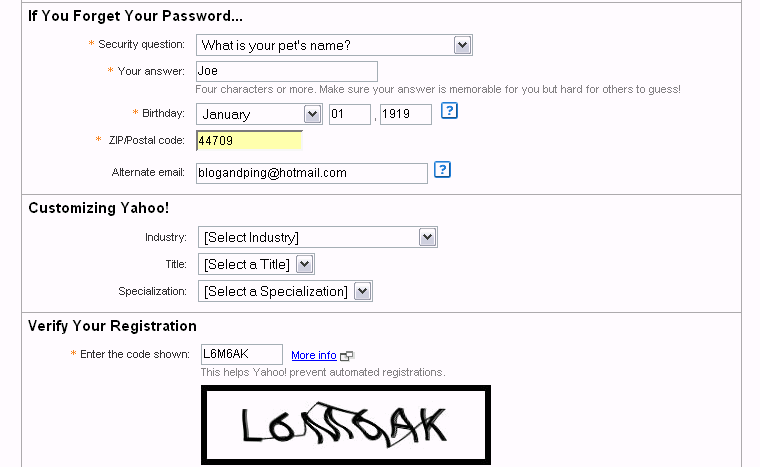 If You Forget Your Password...
* Security question: What is your pet's name?
* Your answer: Joe
Four characters or more. Make sure your answer is memorable for you but hard for others to guess!
* Birthday: January 01 , 1919 ?
* ZIP/Postal code: 44709
Alternate email: blogandping@hotmail.com ?
Customizing Yahoo!
Industry: [Select Industry]
Title: [Select a Title]
Specialization: [Select a Specialization]
Verify Your Registration
* Enter the code shown: L6M6AK More info
This helps Yahoo! prevent automated registrations.
L6M6AK